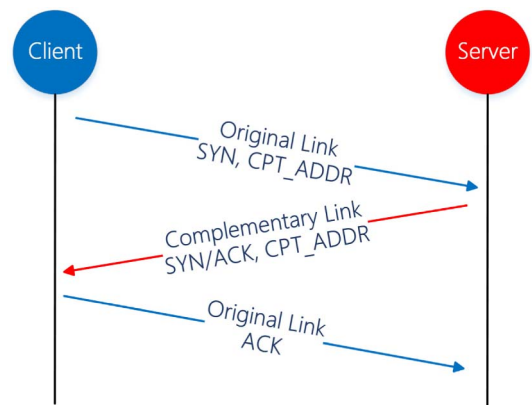 Client
Server
Original Link
SYN, CPT_ADDR
Complementary Link
SYN/ACK, CPT_ADDR
Original Link
ACK